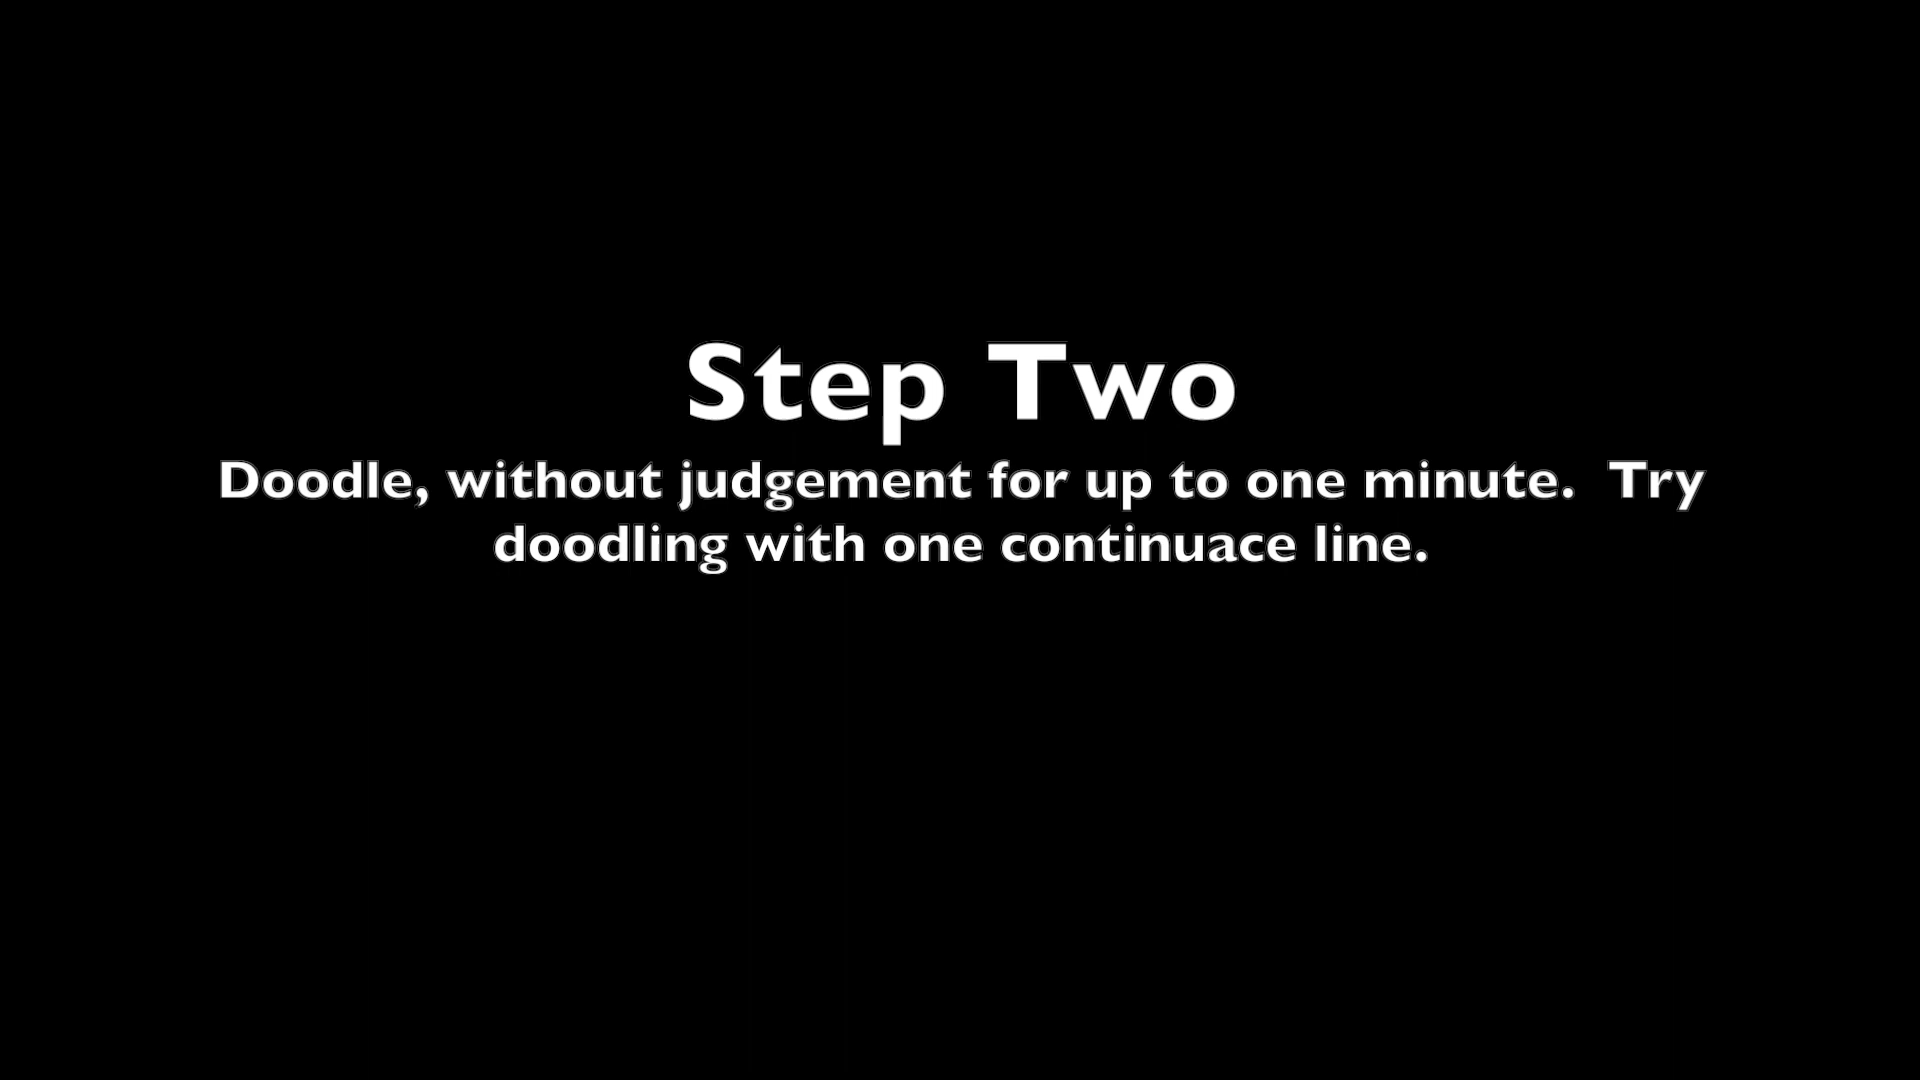 Step Two
Doodle, without judgement for up to one minute.  Try
doodling with one continuace line.